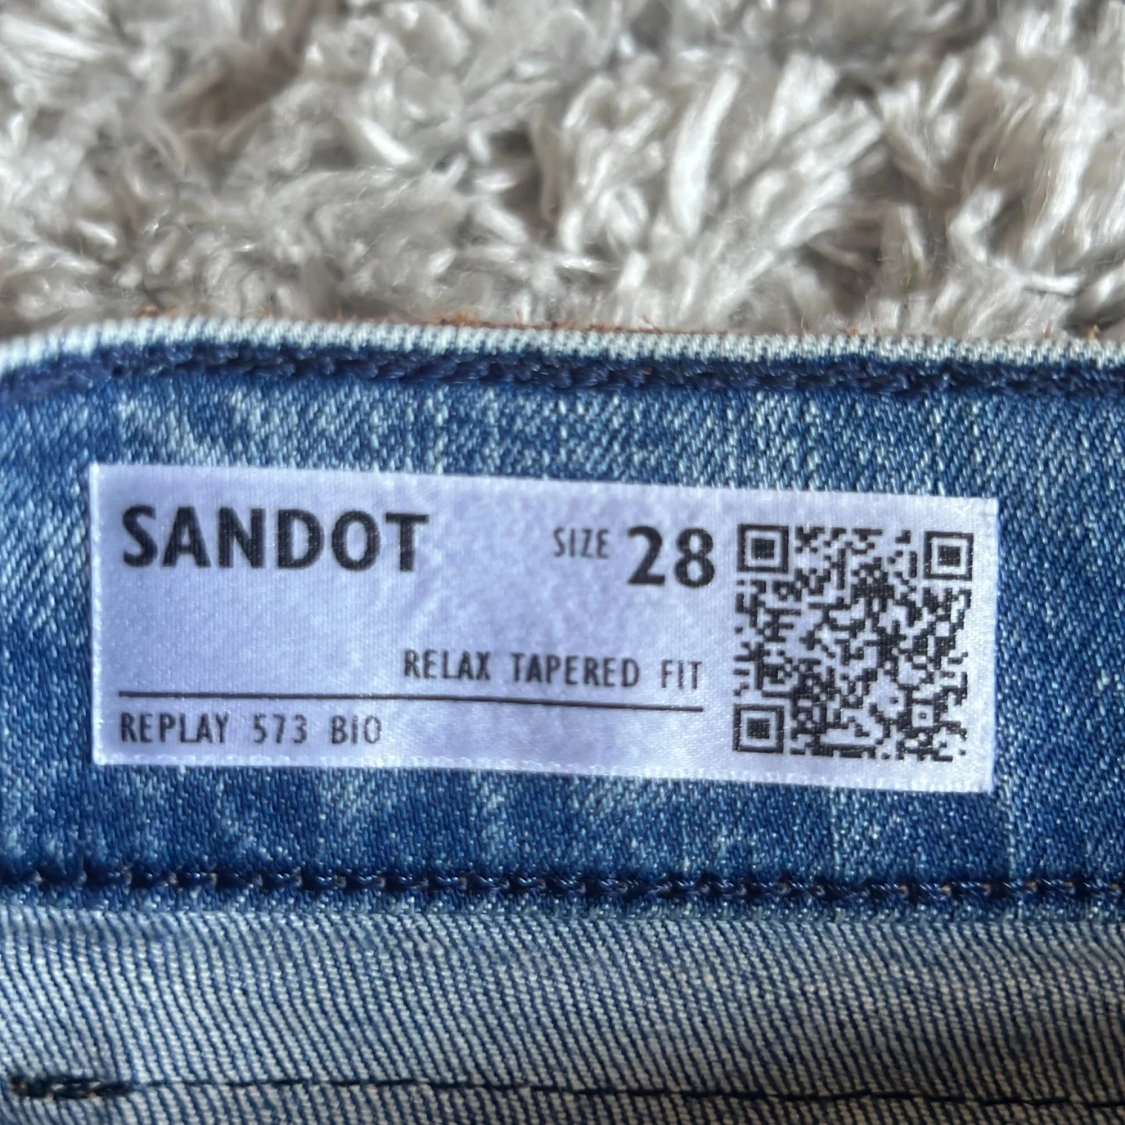 SANDOT
SIZE 28
RELAX TAPERED FIT
REPLAY 573 BIO